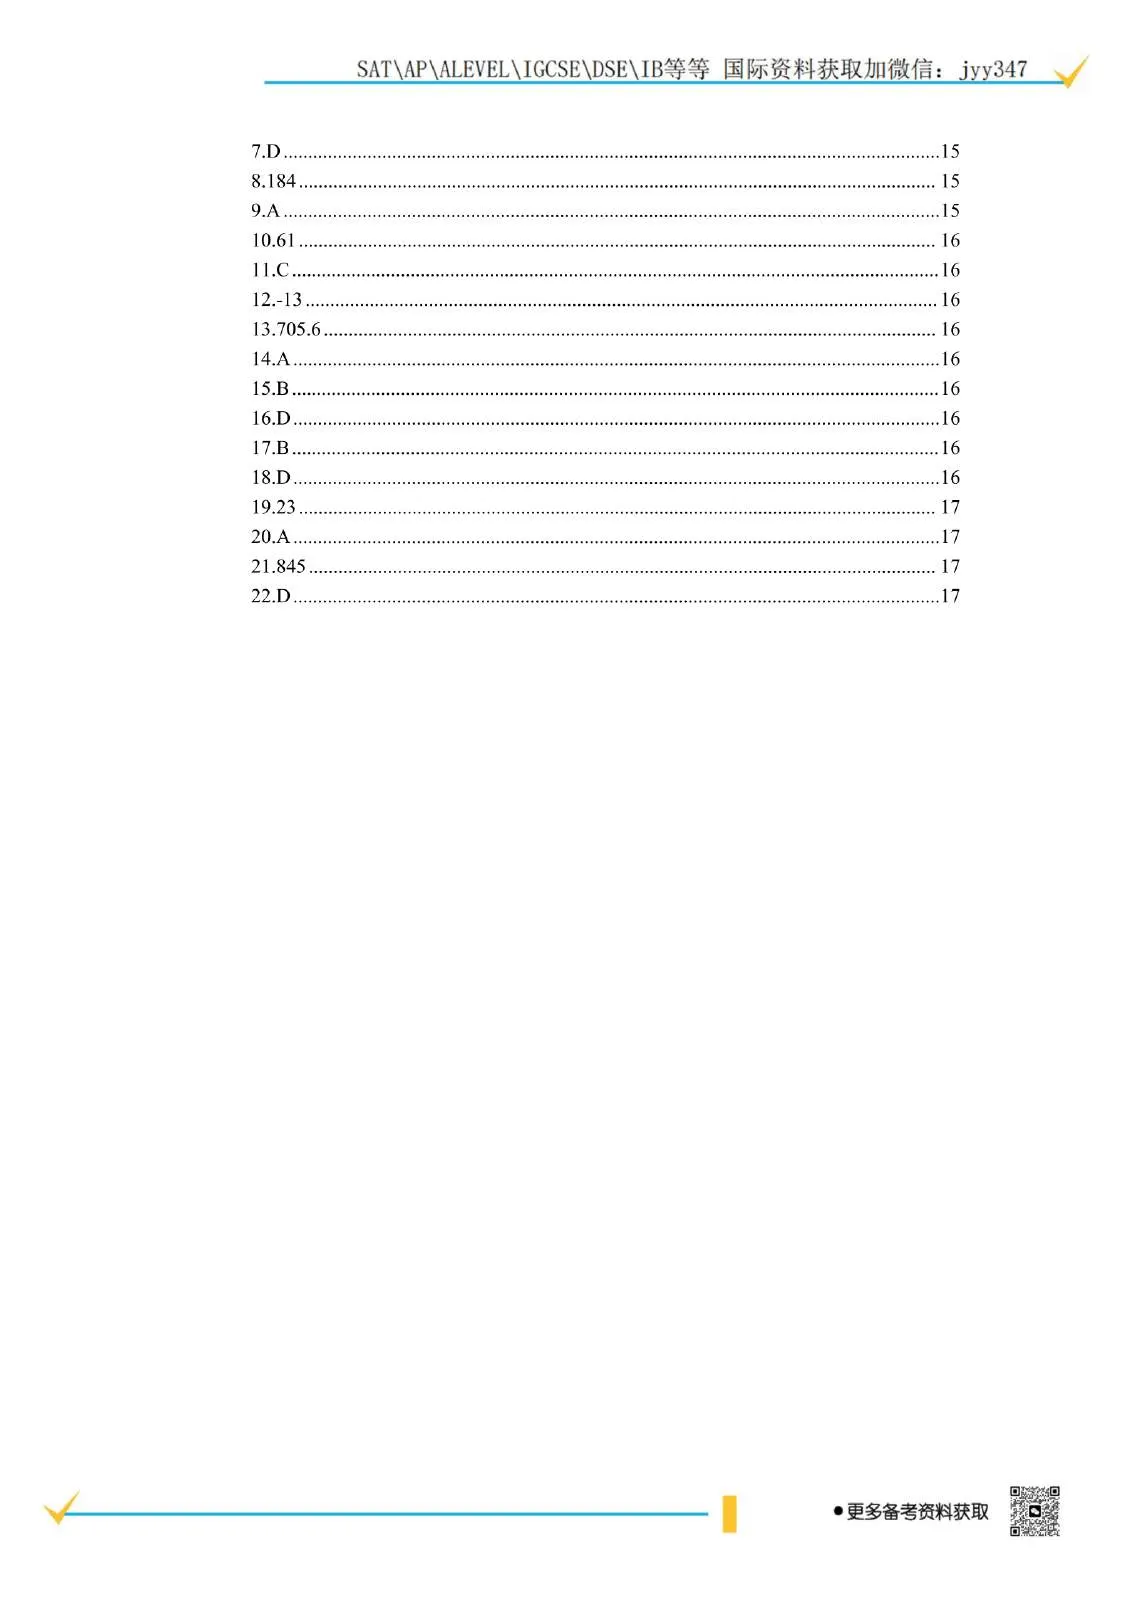 SAT\AP\ALEVEL\IGCSE\DSE\IB等等 国际资料获取加微信: jyy347
7.D........................................15
8.184........................................ 15
9.A........................................15
10.61........................................ 16
11.C........................................16
12.-13........................................ 16
13.705.6........................................ 16
14.A........................................16
15.B........................................16
16.D........................................16
17.B........................................16
18.D........................................16
19.23........................................ 17
20.A........................................17
21.845........................................ 17
22.D........................................17
●更多备考资料获取